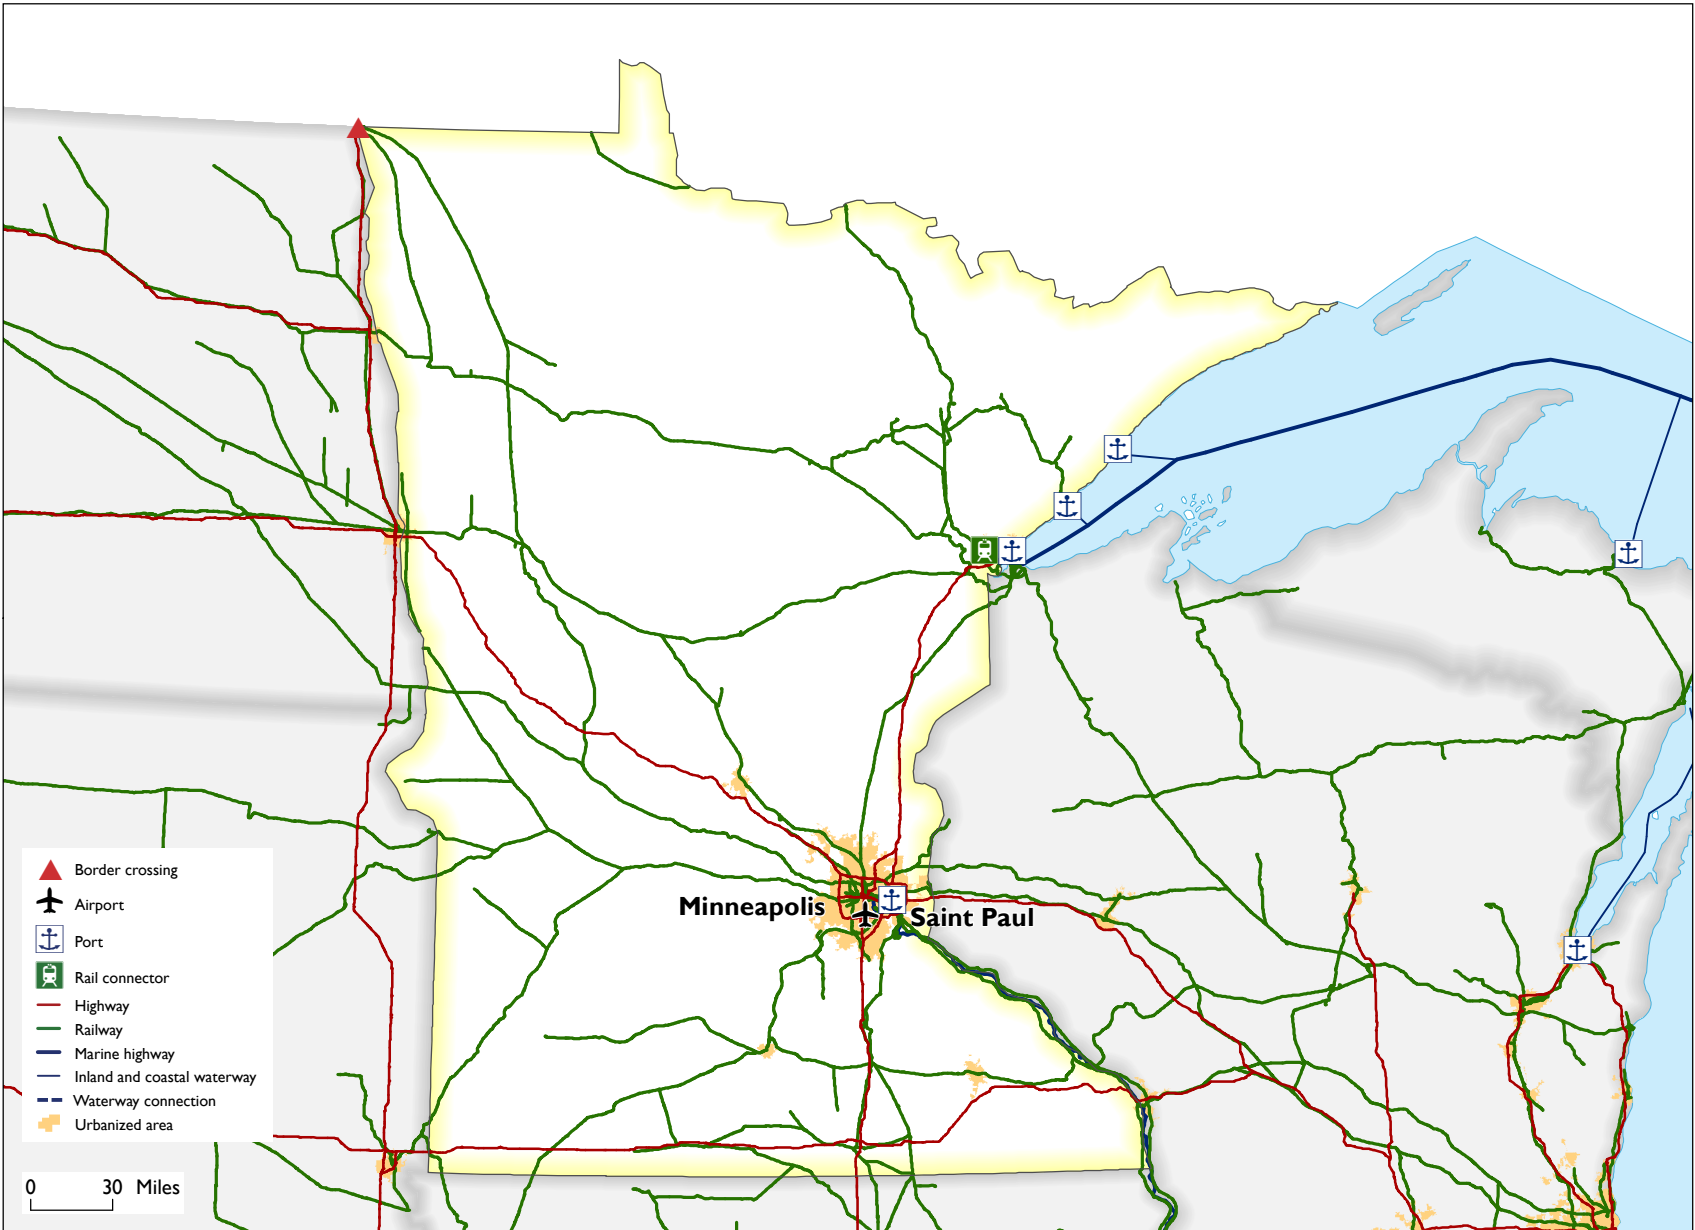 Minneapolis
Saint Paul
Border crossing
Airport
Port
Rail connector
Highway
Railway
Marine highway
Inland and coastal waterway
Waterway connection
Urbanized area
0 30 Miles